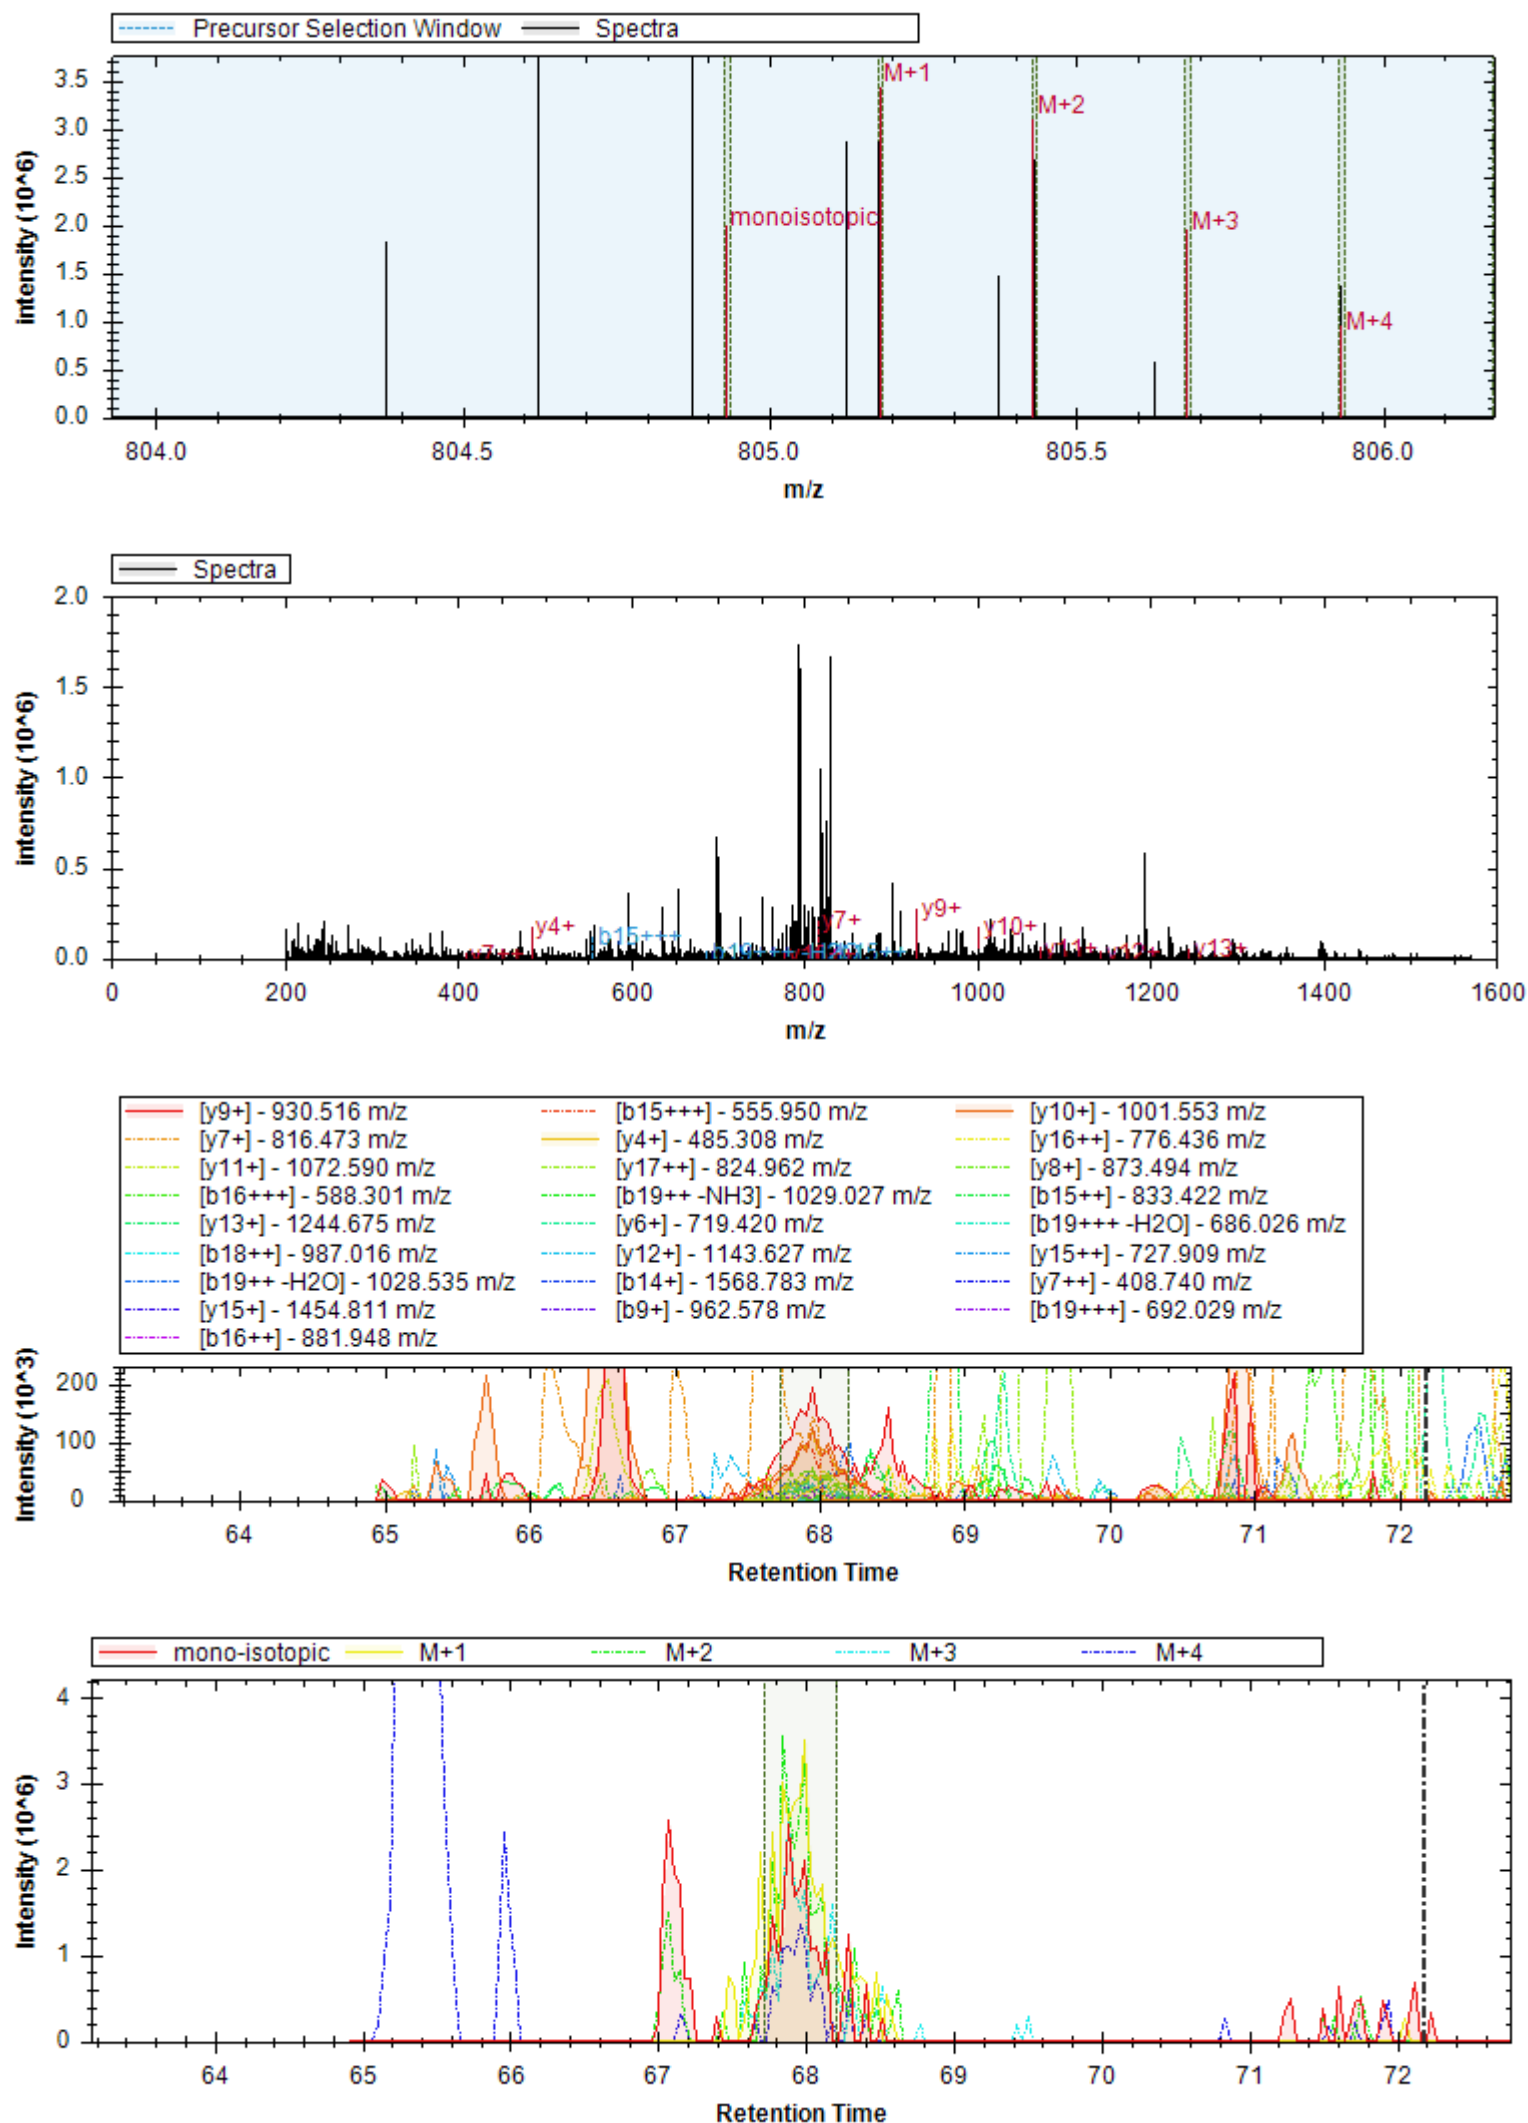 Precursor Selection Window Spectra
3.5
3.0
2.5
2.0
1.5
1.0
0.5
0.0
intensity (10^6)
M+1
M+2
monoisotopic
M+3
M+4
804.0 804.5 805.0 805.5 806.0
m/z
Spectra
2.0
1.5
1.0
0.5
0.0
intensity (10^6)
y4+
b15+++
y7+
y9+
y10+
y11+
y13+
0 200 400 600 800 1000 1200 1400 1600
m/z
[y9+] - 930.516 m/z [b15+++] - 555.950 m/z [y10+] - 1001.553 m/z
[y7+] - 816.473 m/z [y4+] - 485.308 m/z [y16++] - 776.436 m/z
[y11+] - 1072.590 m/z [y17++] - 824.962 m/z [y8+] - 873.494 m/z
[b16+++] - 588.301 m/z [b19++ -NH3] - 1029.027 m/z [b15++] - 833.422 m/z
[y13+] - 1244.675 m/z [y6+] - 719.420 m/z [b19+++ -H2O] - 686.026 m/z
[b18++] - 987.016 m/z [y12+] - 1143.627 m/z [y15++] - 727.909 m/z
[b19++ -H2O] - 1028.535 m/z [b14+] - 1568.783 m/z [y7++] - 408.740 m/z
[y15+] - 1454.811 m/z [b9+] - 962.578 m/z [b19+++] - 692.029 m/z
[b16++] - 881.948 m/z
200
100
0
Intensity (10^3)
64 65 66 67 68 69 70 71 72
Retention Time
mono-isotopic M+1 M+2 M+3 M+4
4
3
2
1
0
Intensity (10^6)
64 65 66 67 68 69 70 71 72
Retention Time